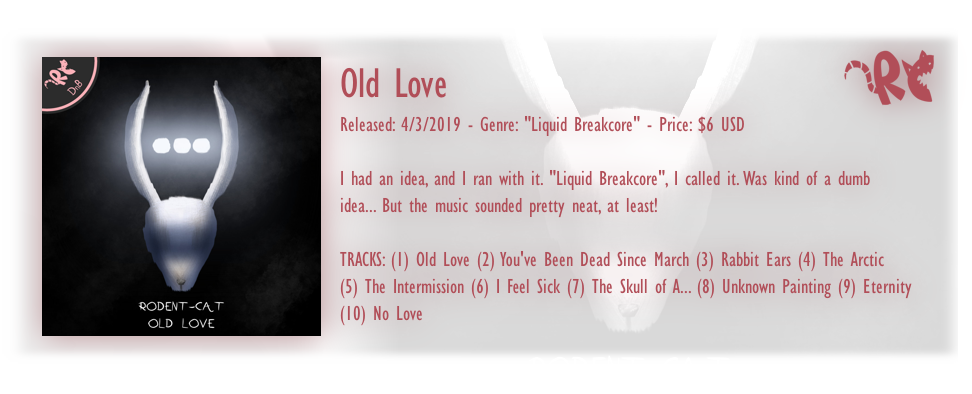 DnB
RODENT-CAT
OLD LOVE
Old Love
Released: 4/3/2019 - Genre: "Liquid Breakcore" - Price: $6 USD
I had an idea, and I ran with it. "Liquid Breakcore", I called it. Was kind of a dumb
idea... But the music sounded pretty neat, at least!
TRACKS: (1) Old Love (2) You've Been Dead Since March (3) Rabbit Ears (4) The Arctic
(5) The Intermission (6) I Feel Sick (7) The Skull of A... (8) Unknown Painting (9) Eternity
(10) No Love
RC